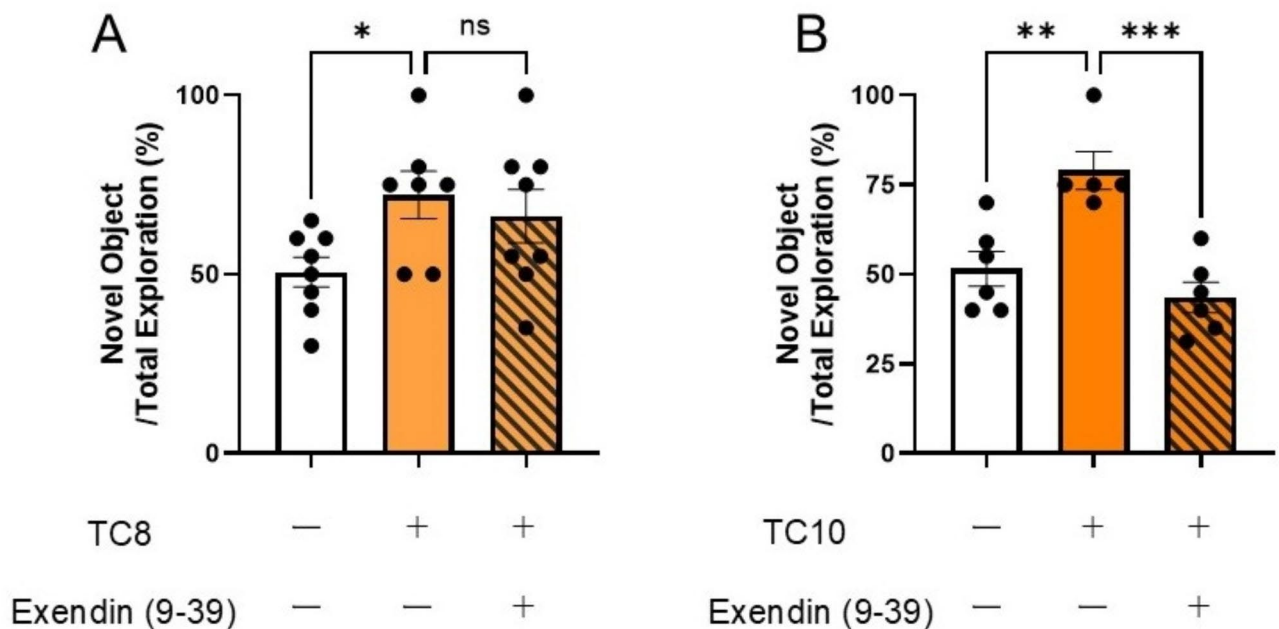 A
*
ns
100
50
0
Novel Object
/Total Exploration (%)
TC8
— + +
Exendin (9-39)
— — +
B
**
***
100
75
50
25
0
Novel Object
/Total Exploration (%)
TC10
— + +
Exendin (9-39)
— — +